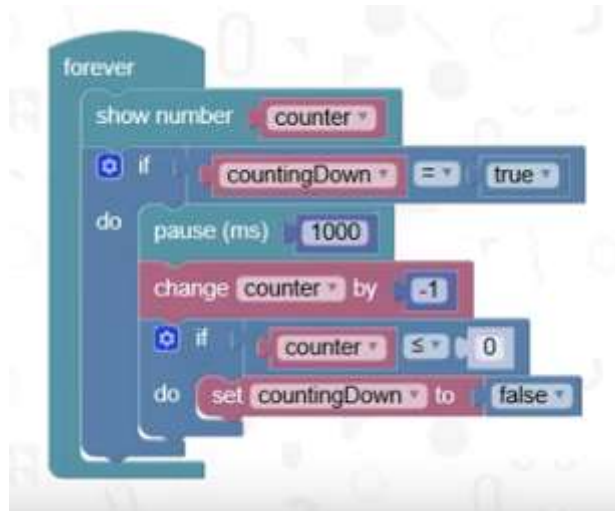 forever
show number counter
if countingDown = true
do pause (ms) 1000
change counter by -1
if counter ≤ 0
do set countingDown to false